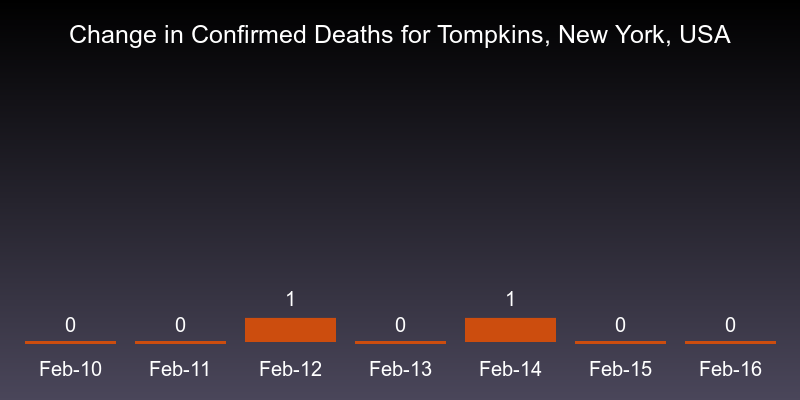 Change in Confirmed Deaths for Tompkins, New York, USA
0 0 1 0 1 0 0
Feb-10 Feb-11 Feb-12 Feb-13 Feb-14 Feb-15 Feb-16